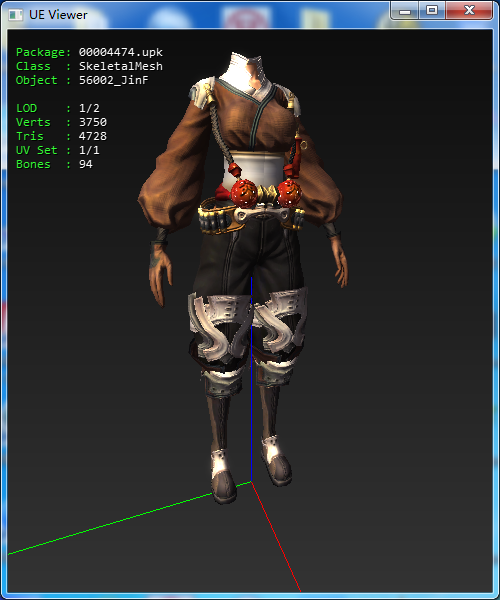 UE Viewer
Package: 00004474.upk
Class : SkeletalMesh
Object : 56002_JinF
LOD : 1/2
Verts : 3750
Tris : 4728
UV Set : 1/1
Bones : 94